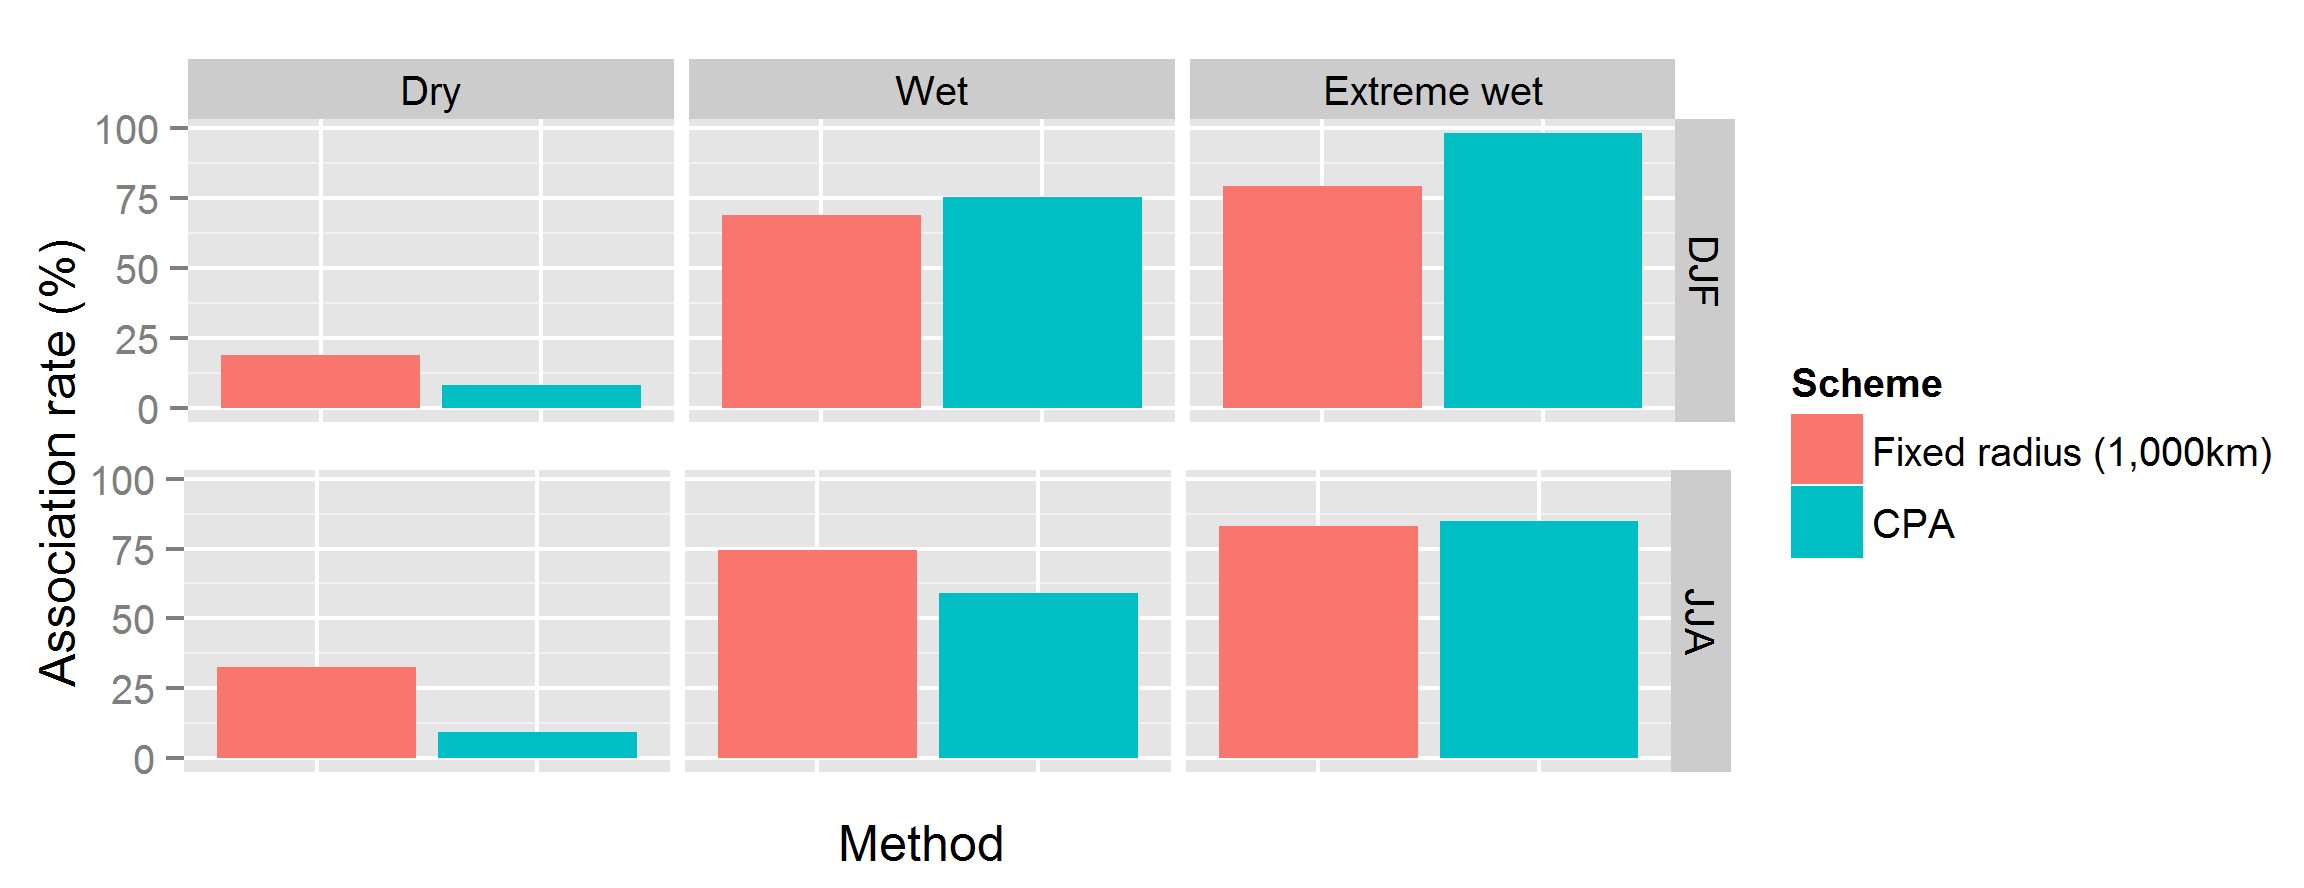 Dry
Wet
Extreme wet
100
75
50
25
0
DJF
100
75
50
25
0
JJA
Association rate (%)
Method
Scheme
Fixed radius (1,000km)
CPA